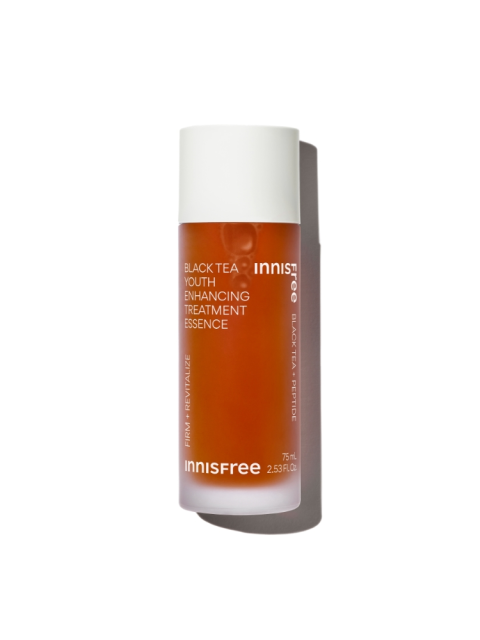 BLACK TEA
YOUTH
ENHANCING
TREATMENT
ESSENCE
innisfree
BLACK TEA + PEPTIDE
FIRM + REVITALIZE
innisfree
75 mL
2.53 Fl.Oz